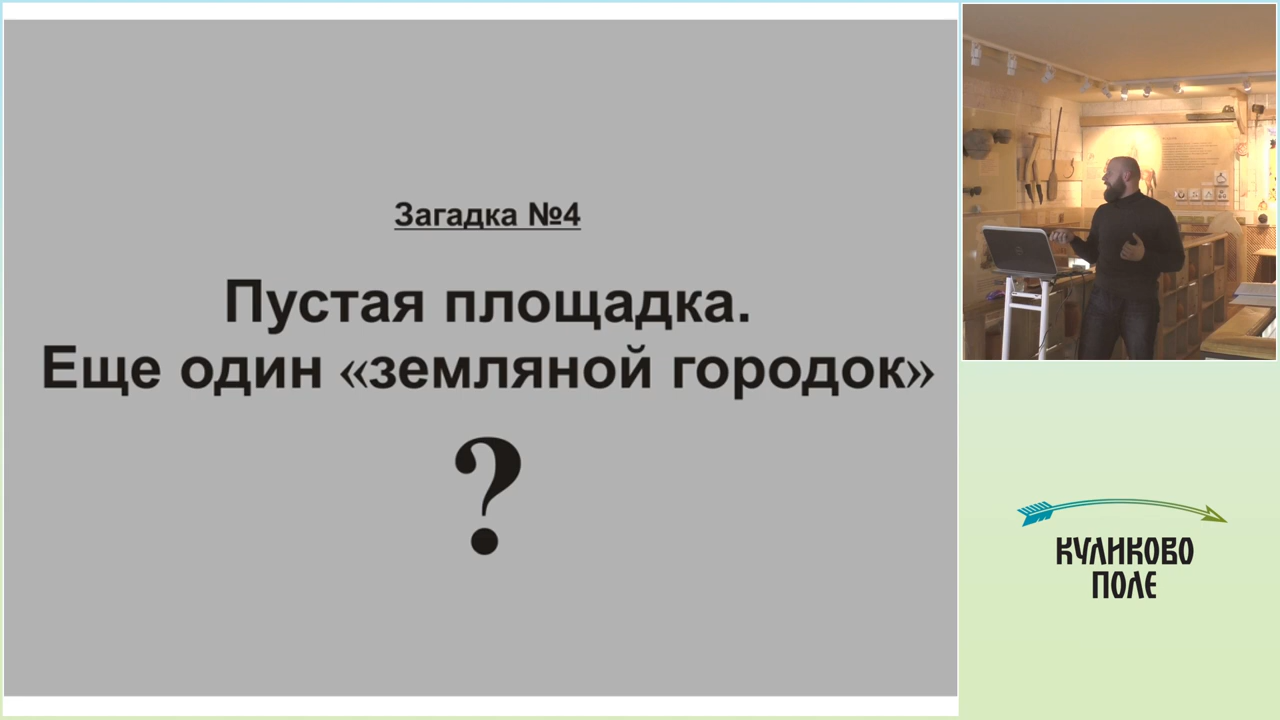 Загадка №4
Пустая площадка.
Еще один «земляной городок»
?
КУЛИКОВО
ПОЛЕ